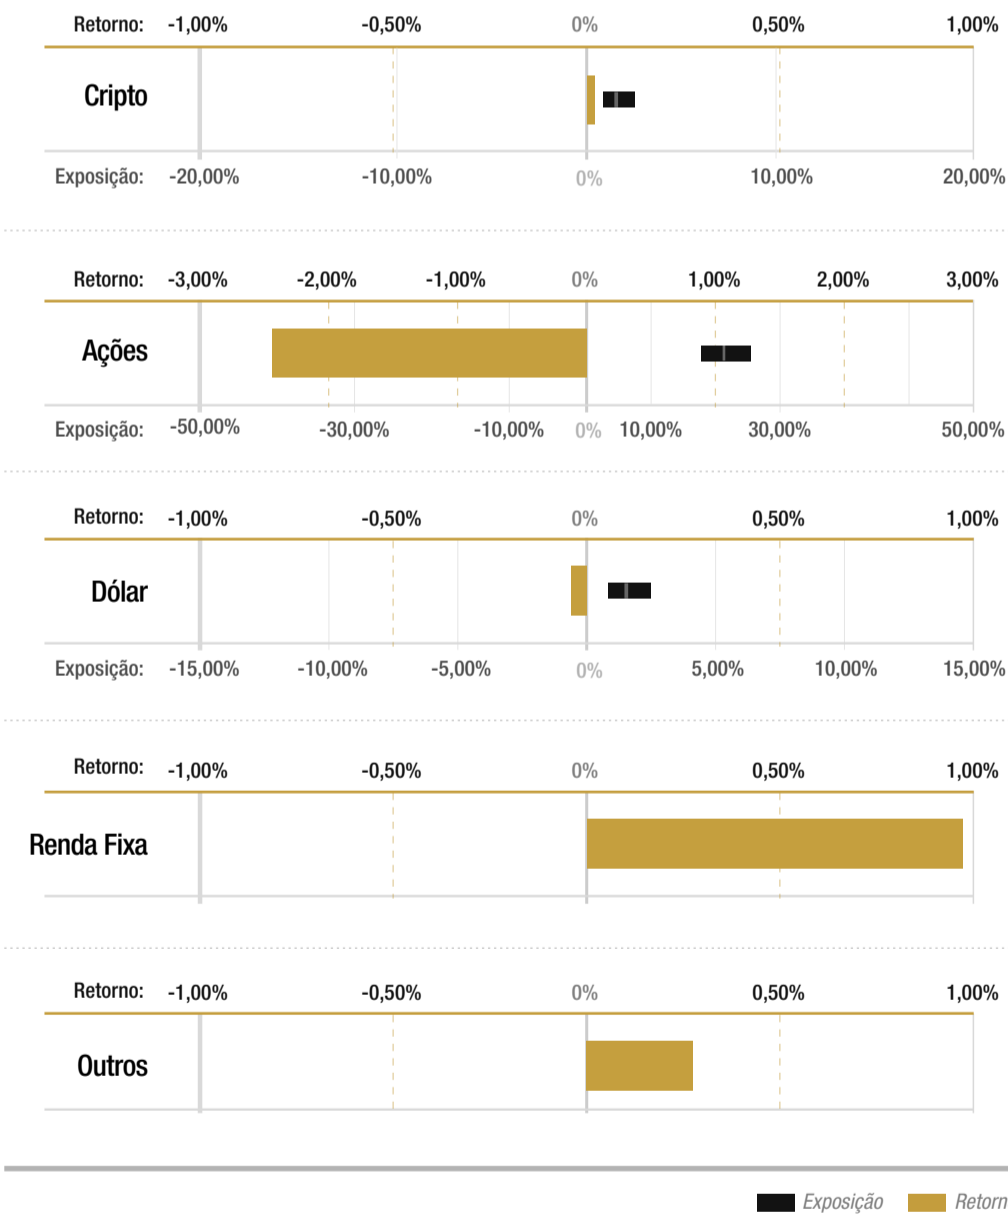 Retorno: -1,00% -0,50% 0% 0,50% 1,00%
Cripto
Exposição: -20,00% -10,00% 0% 10,00% 20,00%
Retorno: -3,00% -2,00% -1,00% 0% 1,00% 2,00% 3,00%
Ações
Exposição: -50,00% -30,00% -10,00% 0% 10,00% 30,00% 50,00%
Retorno: -1,00% -0,50% 0% 0,50% 1,00%
Dólar
Exposição: -15,00% -10,00% -5,00% 0% 5,00% 10,00% 15,00%
Retorno: -1,00% -0,50% 0% 0,50% 1,00%
Renda Fixa
Retorno: -1,00% -0,50% 0% 0,50% 1,00%
Outros
Exposição Retorn